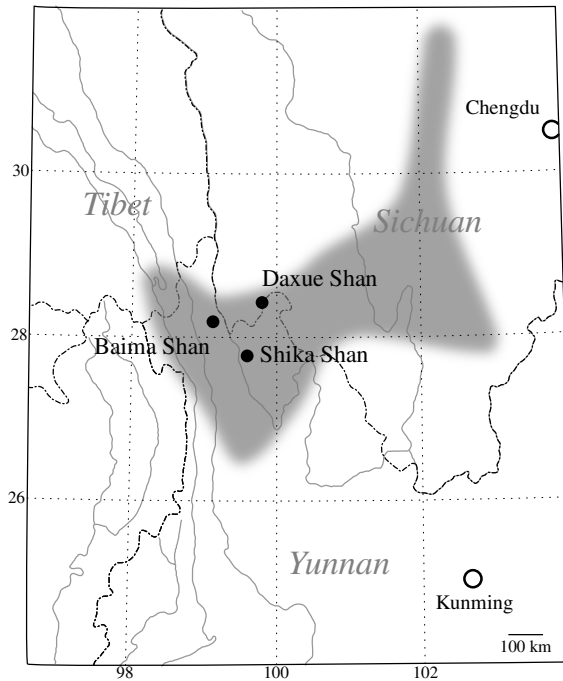 Chengdu
30
Tibet
Sichuan
Daxue Shan
28
Baima Shan
Shika Shan
26
Yunnan
Kunming
100 km
98
100
102